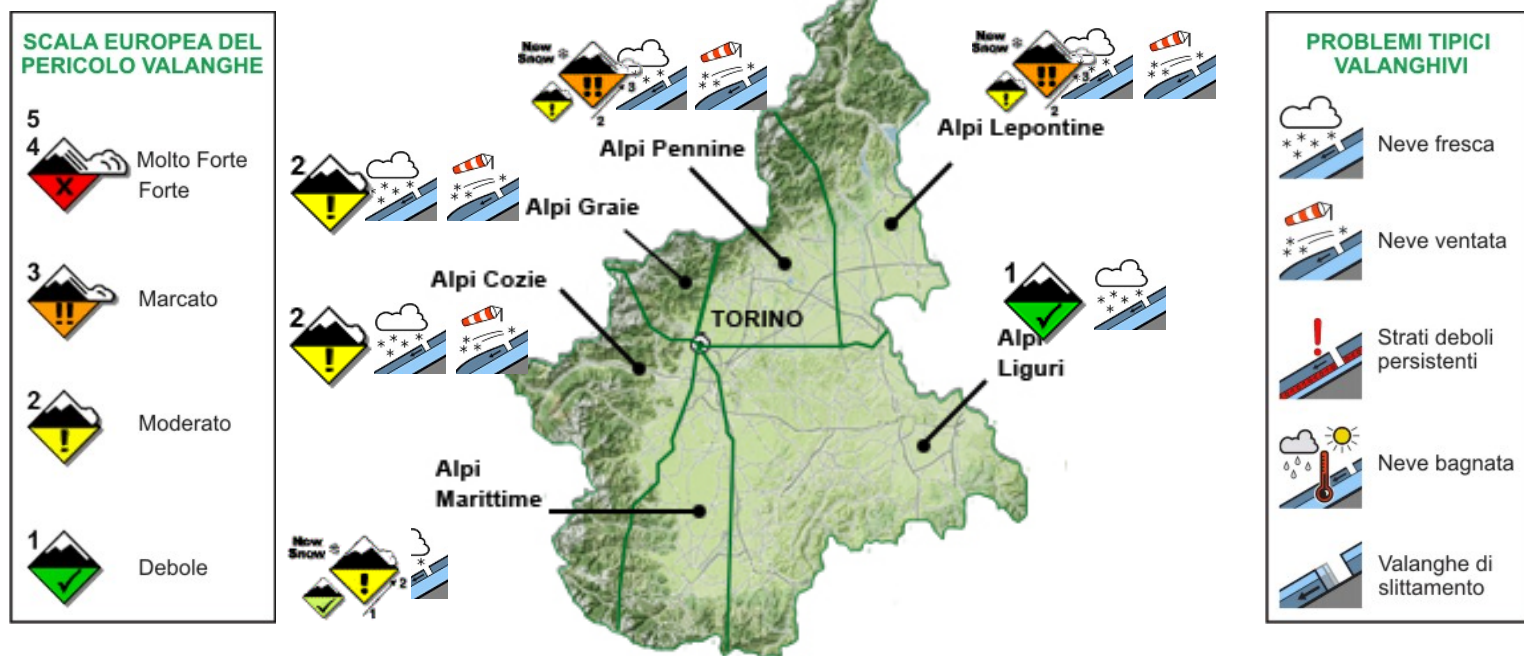 SCALA EUROPEA DEL
PERICOLO VALANGHE
5
4
Molto Forte
Forte
3
Marcato
2
Moderato
1
Debole
New
Snow
3
2
New
Snow
3
2
Alpi Lepontine
Alpi Pennine
2
Alpi Graie
Alpi Cozie
1
2
TORINO
Alpi
Liguri
Alpi
Marittime
New
Snow
2
1
PROBLEMI TIPICI
VALANGHIVI
Neve fresca
Neve ventata
Strati deboli
persistenti
Neve bagnata
Valanghe di
slittamento